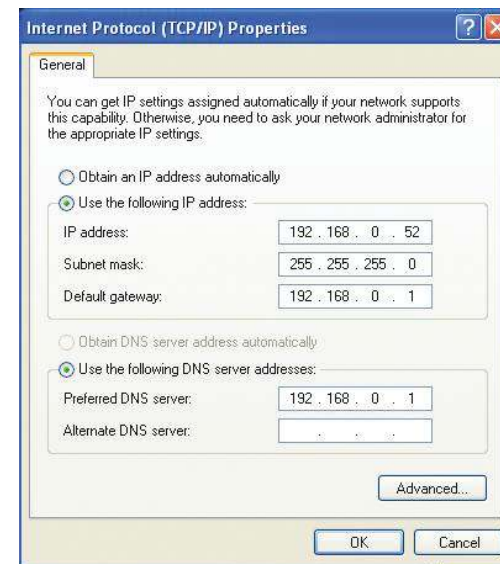 Internet Protocol (TCP/IP) Properties
General
You can get IP settings assigned automatically if your network supports
this capability. Otherwise, you need to ask your network administrator for
the appropriate IP settings.
Obtain an IP address automatically
Use the following IP address:
IP address: 192 . 168 . 0 . 52
Subnet mask: 255 . 255 . 255 . 0
Default gateway: 192 . 168 . 0 . 1
Obtain DNS server address automatically
Use the following DNS server addresses:
Preferred DNS server: 192 . 168 . 0 . 1
Alternate DNS server: . . .
Advanced...
OK Cancel